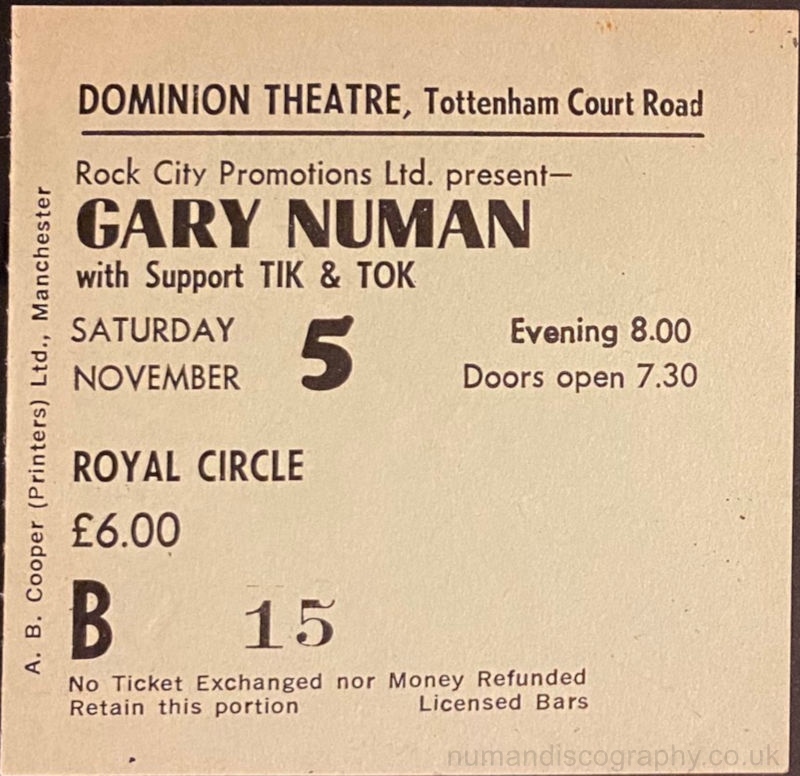 DOMINION THEATRE, Tottenham Court Road
Rock City Promotions Ltd. present—
GARY NUMAN
with Support TIK & TOK
SATURDAY
NOVEMBER
5
Evening 8.00
Doors open 7.30
ROYAL CIRCLE
£6.00
B 15
No Ticket Exchanged nor Money Refunded
Retain this portion Licensed Bars
A. B. Cooper (Printers) Ltd., Manchester
numandiscography.co.uk